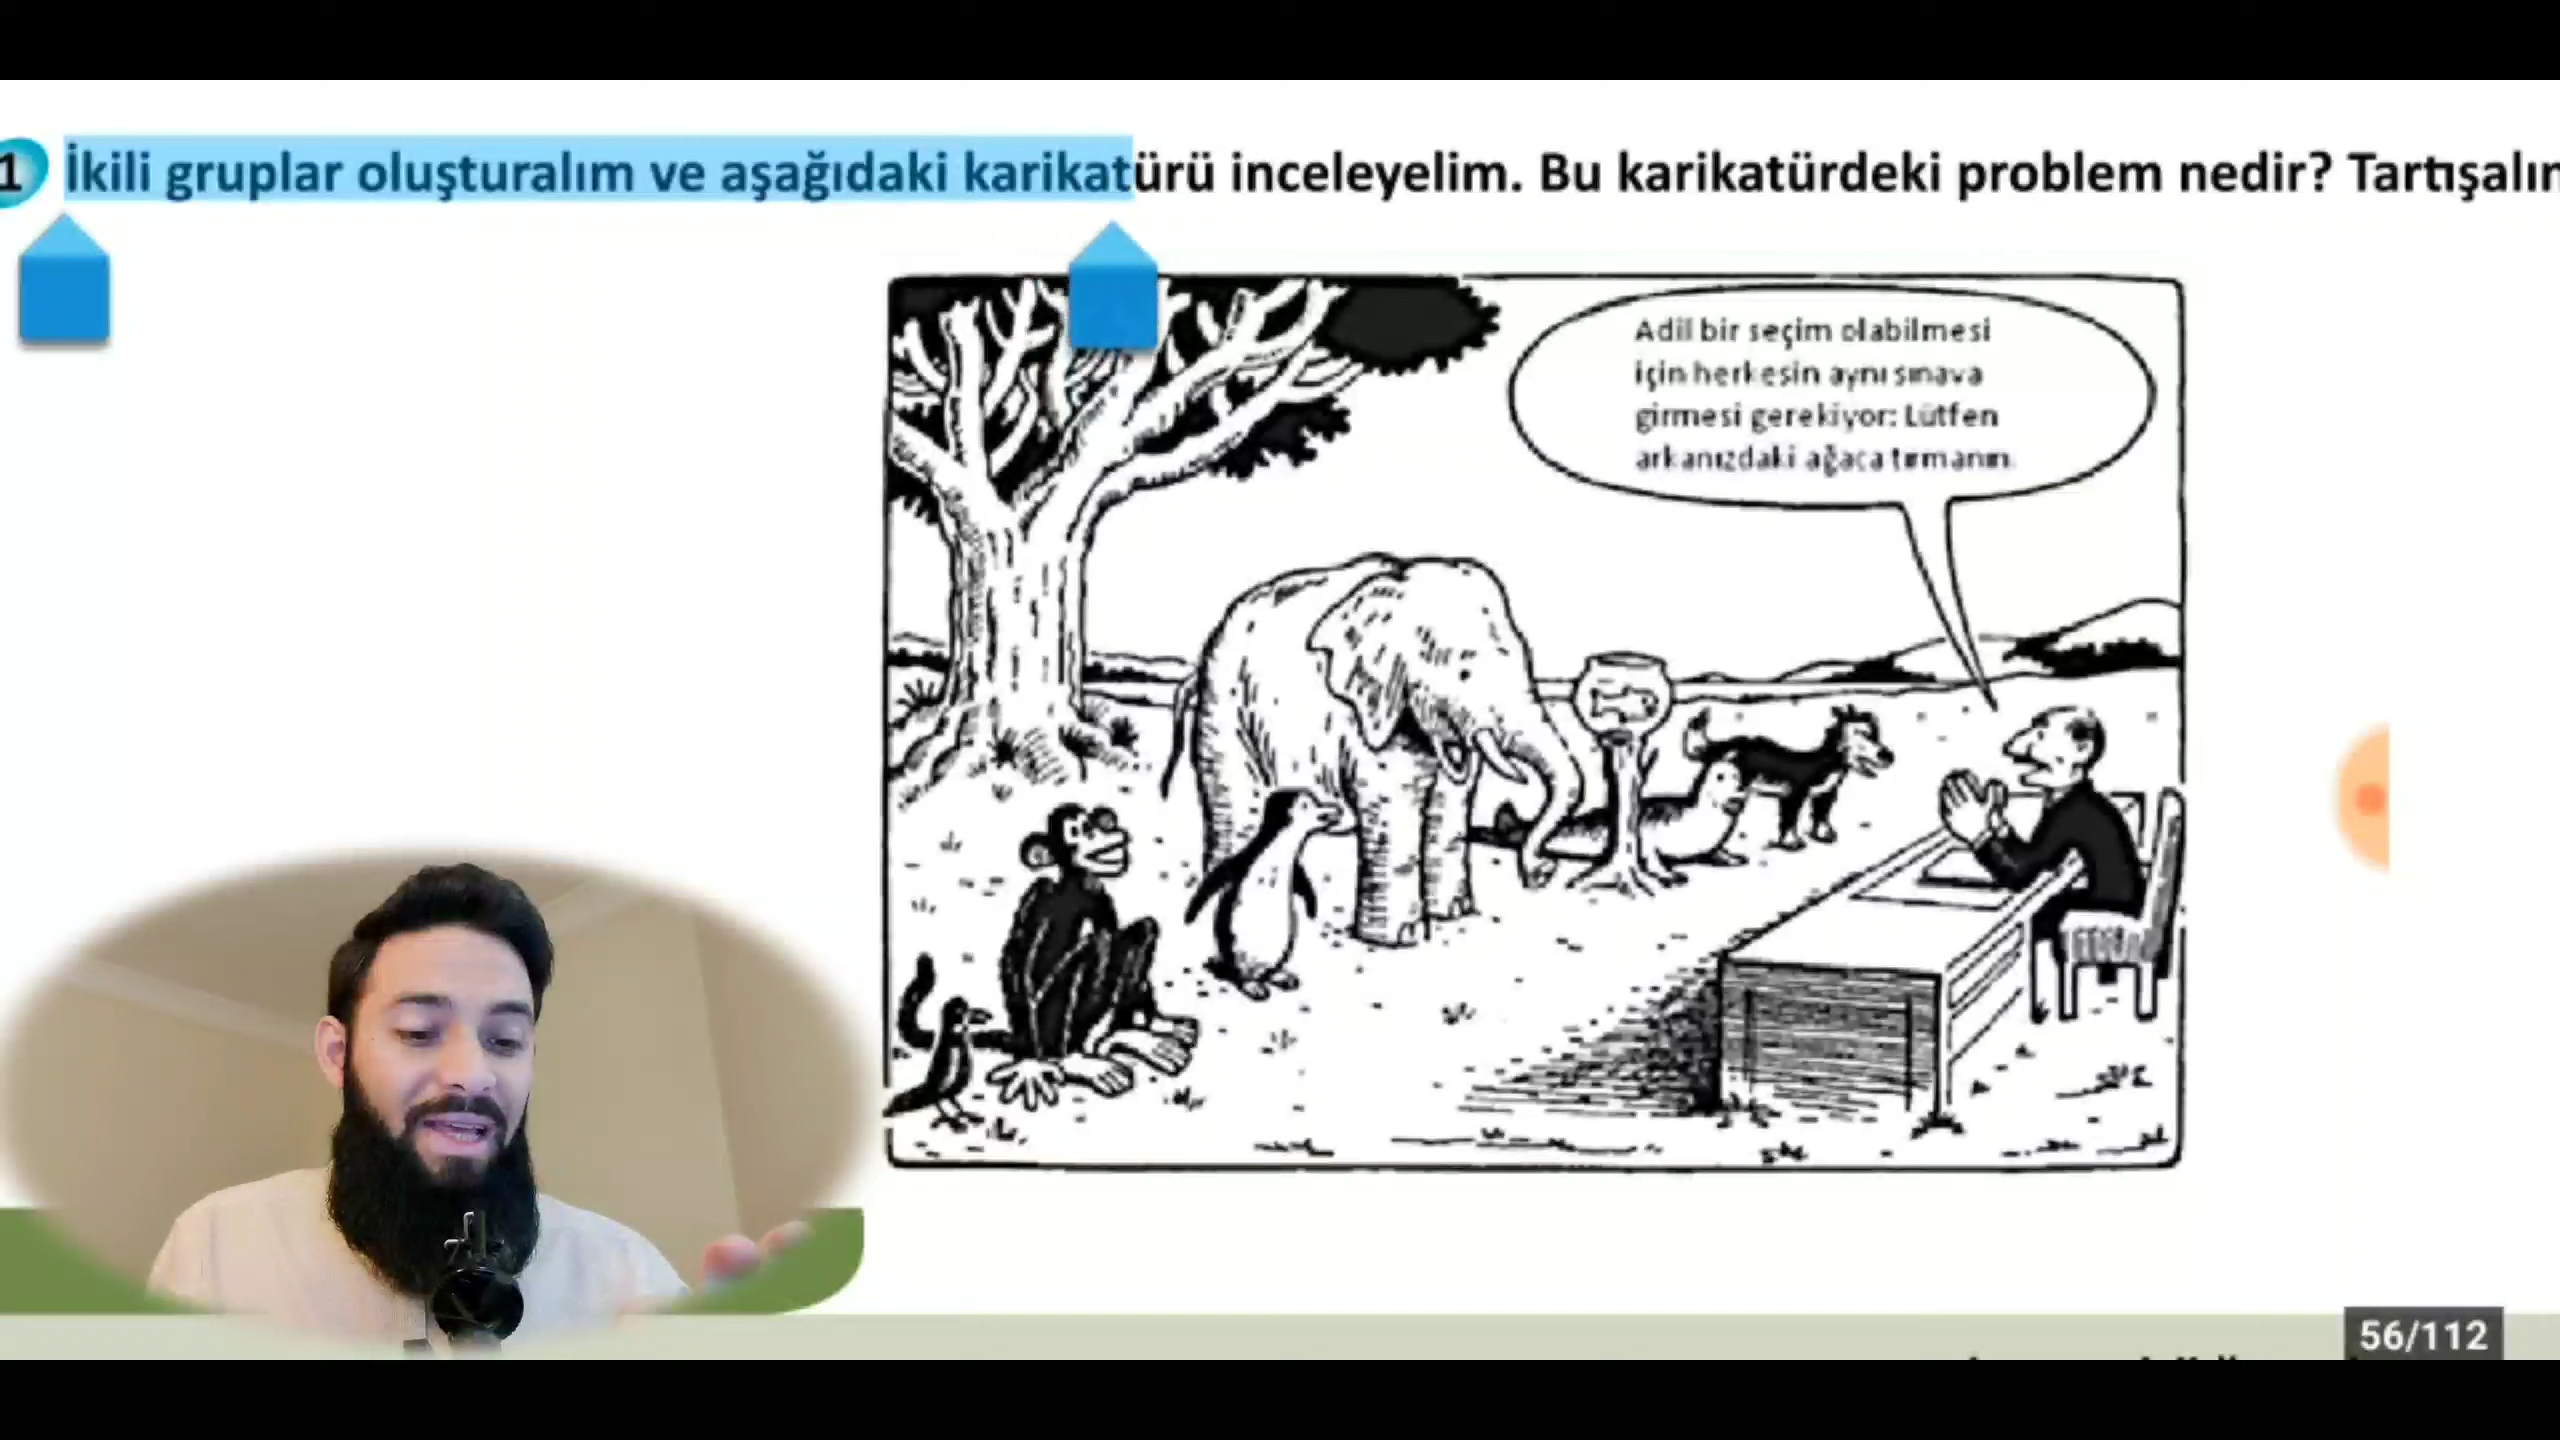 1 İkili gruplar oluşturalım ve aşağıdaki karikatürü inceleyelim. Bu karikatürdeki problem nedir? Tartışalım
Adil bir seçim olabilmesi
için herkesin aynı sınava
girmesi gerekiyor: Lütfen
arkanızdaki ağaca tırmanın.
56/112